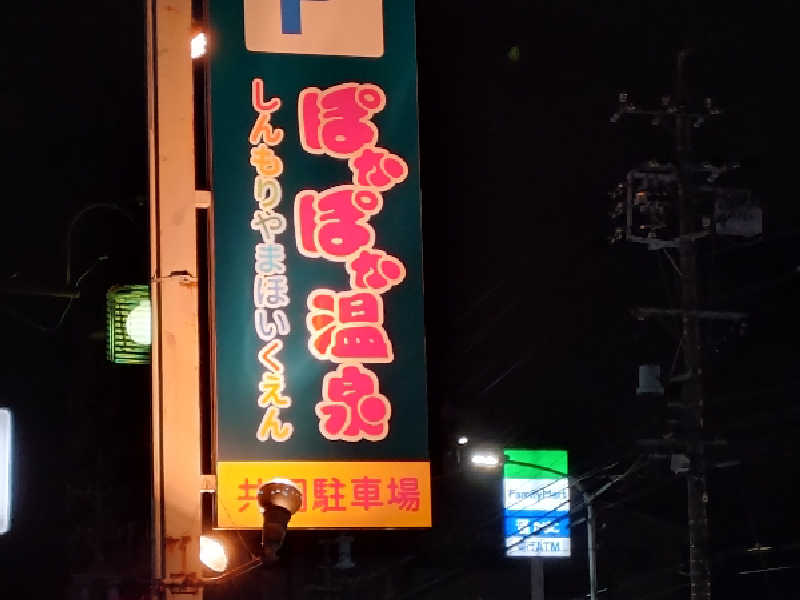 P
ぽかぽか温泉
しんもりやまほいくえん
共同駐車場
FamilyMart
ATM